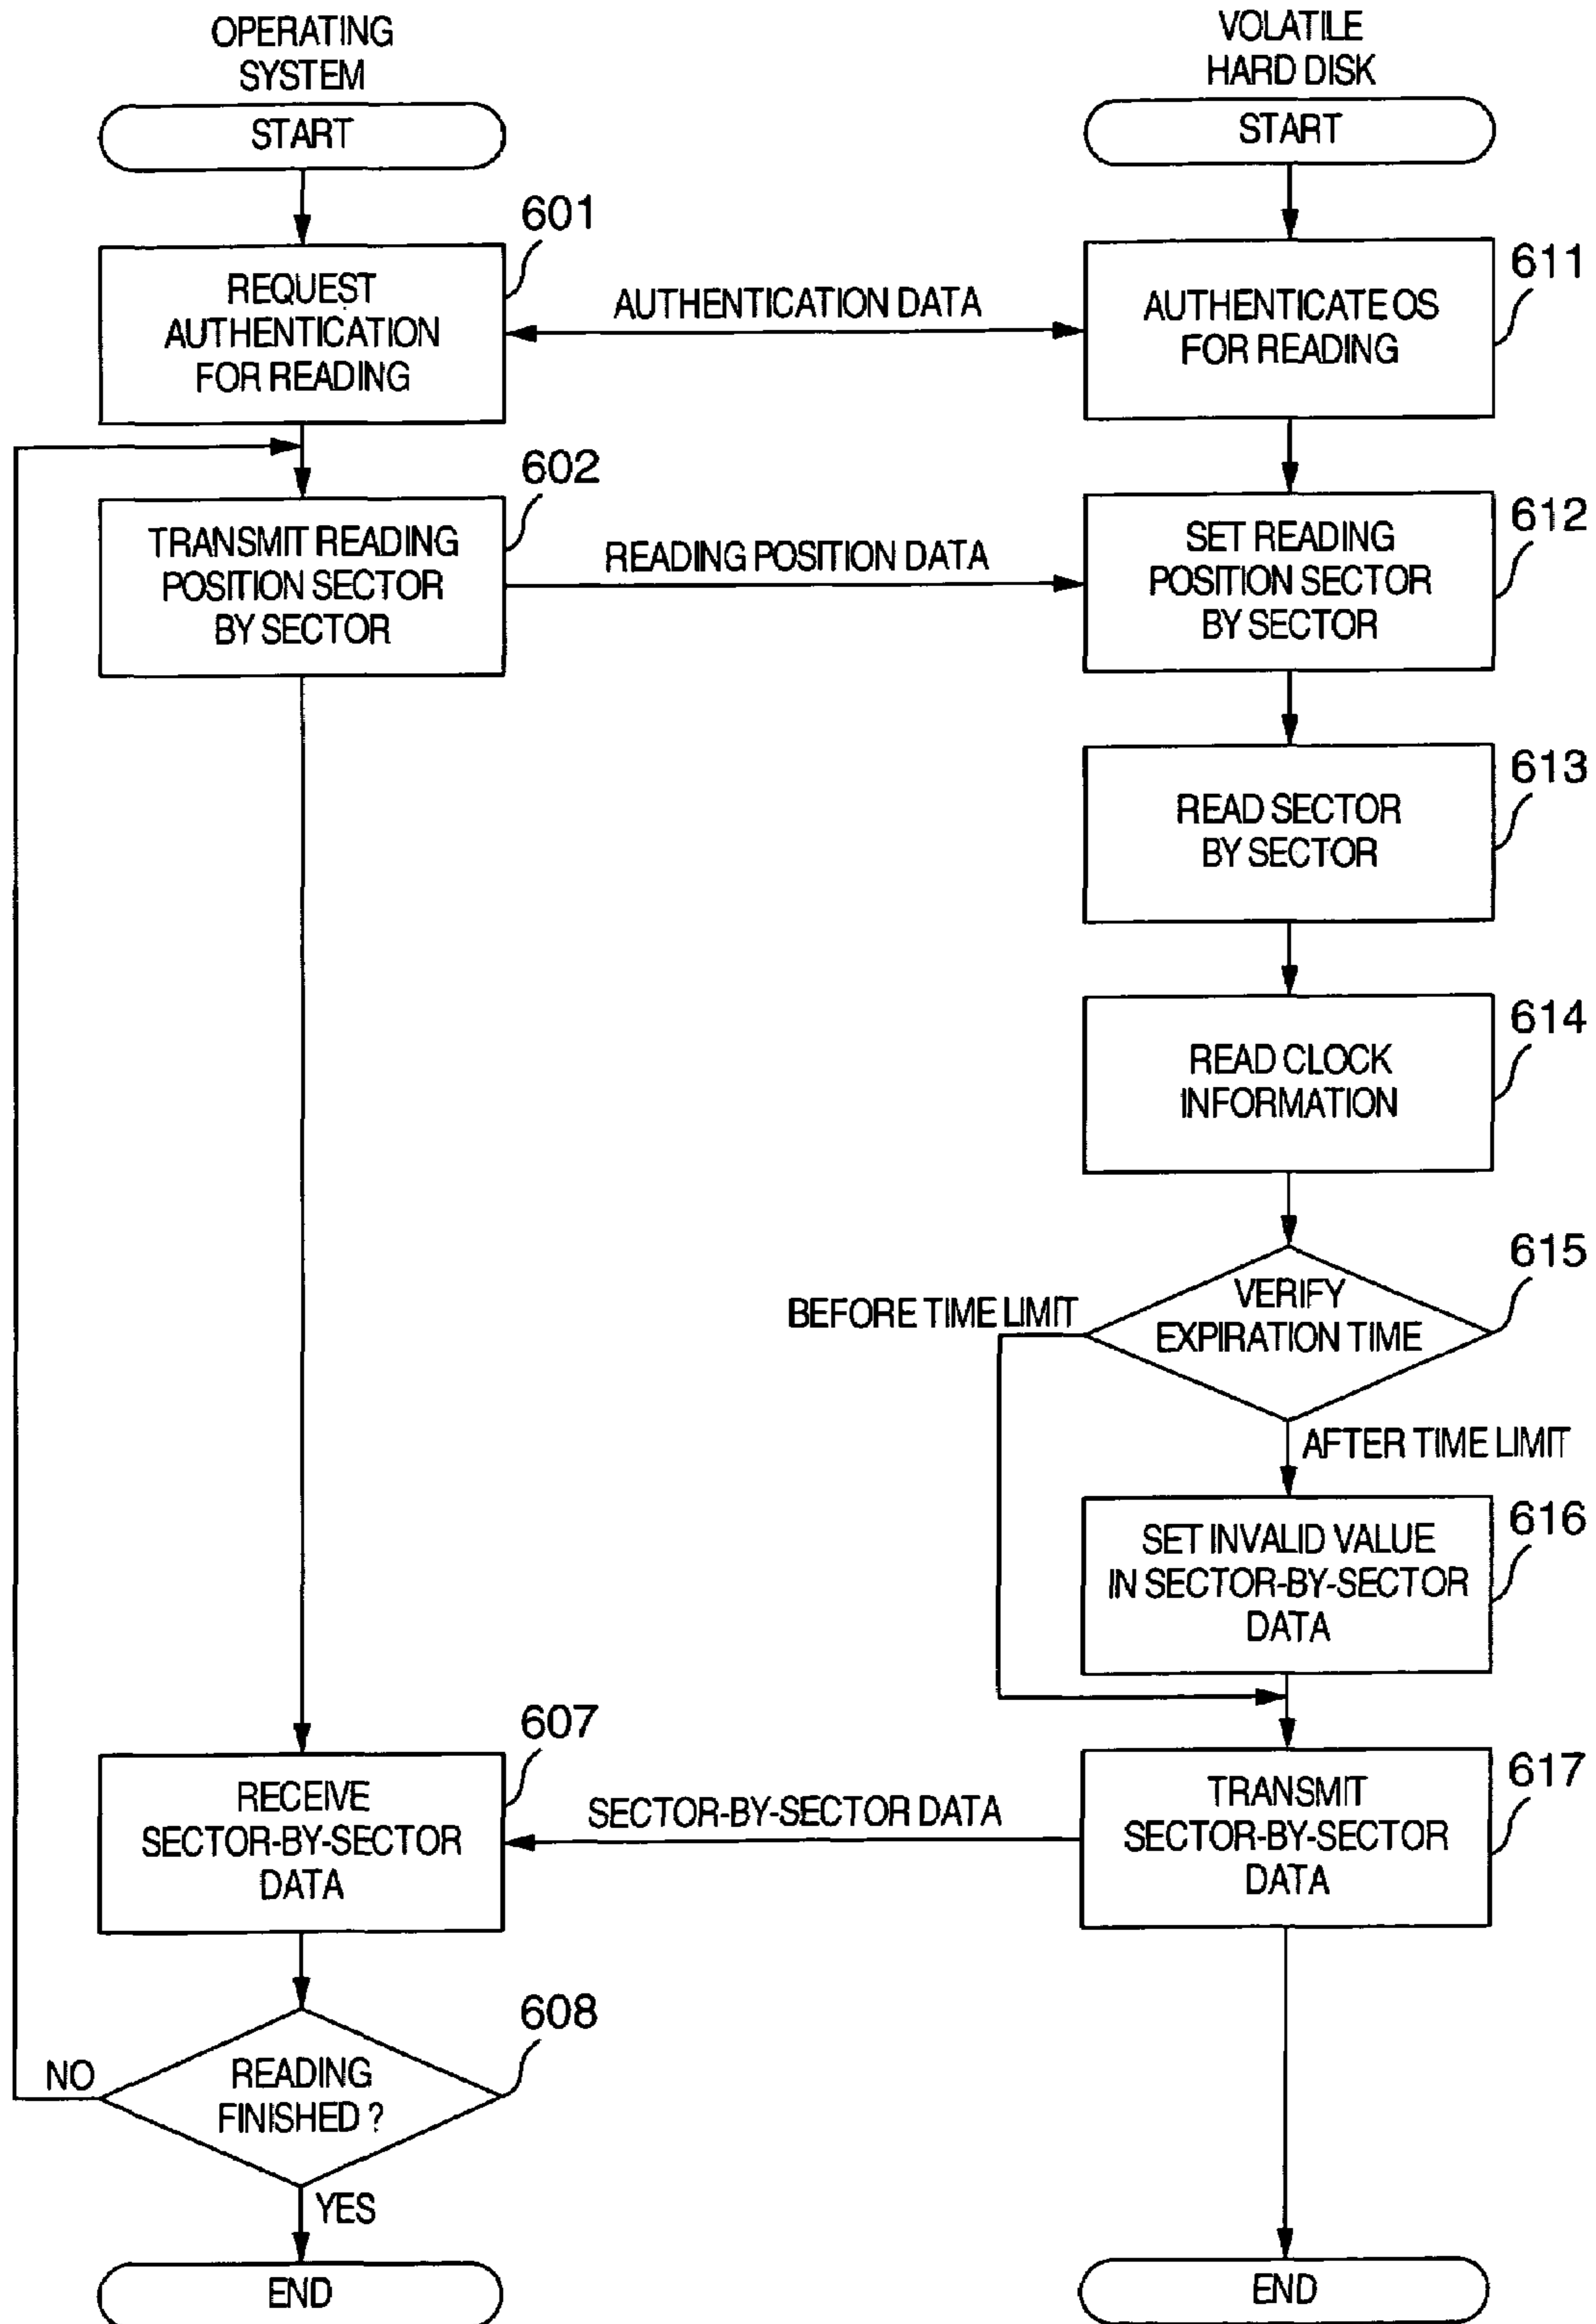 OPERATING
SYSTEM
START
601
REQUEST
AUTHENTICATION
FOR READING
602
TRANSMIT READING
POSITION SECTOR
BY SECTOR
607
RECEIVE
SECTOR-BY-SECTOR
DATA
608
READING
FINISHED ?
NO
YES
END
AUTHENTICATION DATA
READING POSITION DATA
SECTOR-BY-SECTOR DATA
VOLATILE
HARD DISK
START
611
AUTHENTICATE OS
FOR READING
612
SET READING
POSITION SECTOR
BY SECTOR
613
READ SECTOR
BY SECTOR
614
READ CLOCK
INFORMATION
615
VERIFY
EXPIRATION TIME
BEFORE TIME LIMIT
AFTER TIME LIMIT
616
SET INVALID VALUE
IN SECTOR-BY-SECTOR
DATA
617
TRANSMIT
SECTOR-BY-SECTOR
DATA
END